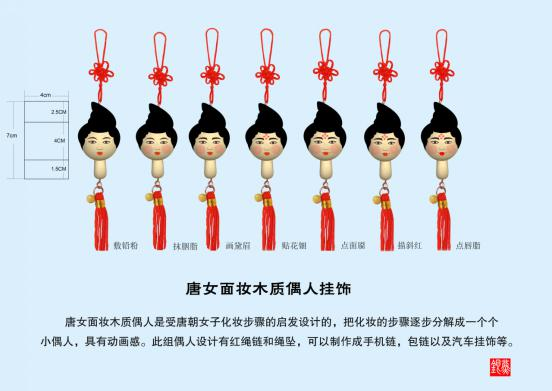 4cm
2.5CM
7cm
4CM
1.5CM
敷铅粉 抹胭脂 画黛眉 贴花钿 点面靥 描斜红 点唇脂
唐女面妆木质偶人挂饰
唐女面妆木质偶人是受唐朝女子化妆步骤的启发设计的，把化妆的步骤逐步分解成一个个
小偶人，具有动画感。此组偶人设计有红绳链和绳坠，可以制作成手机链，包链以及汽车挂饰等。